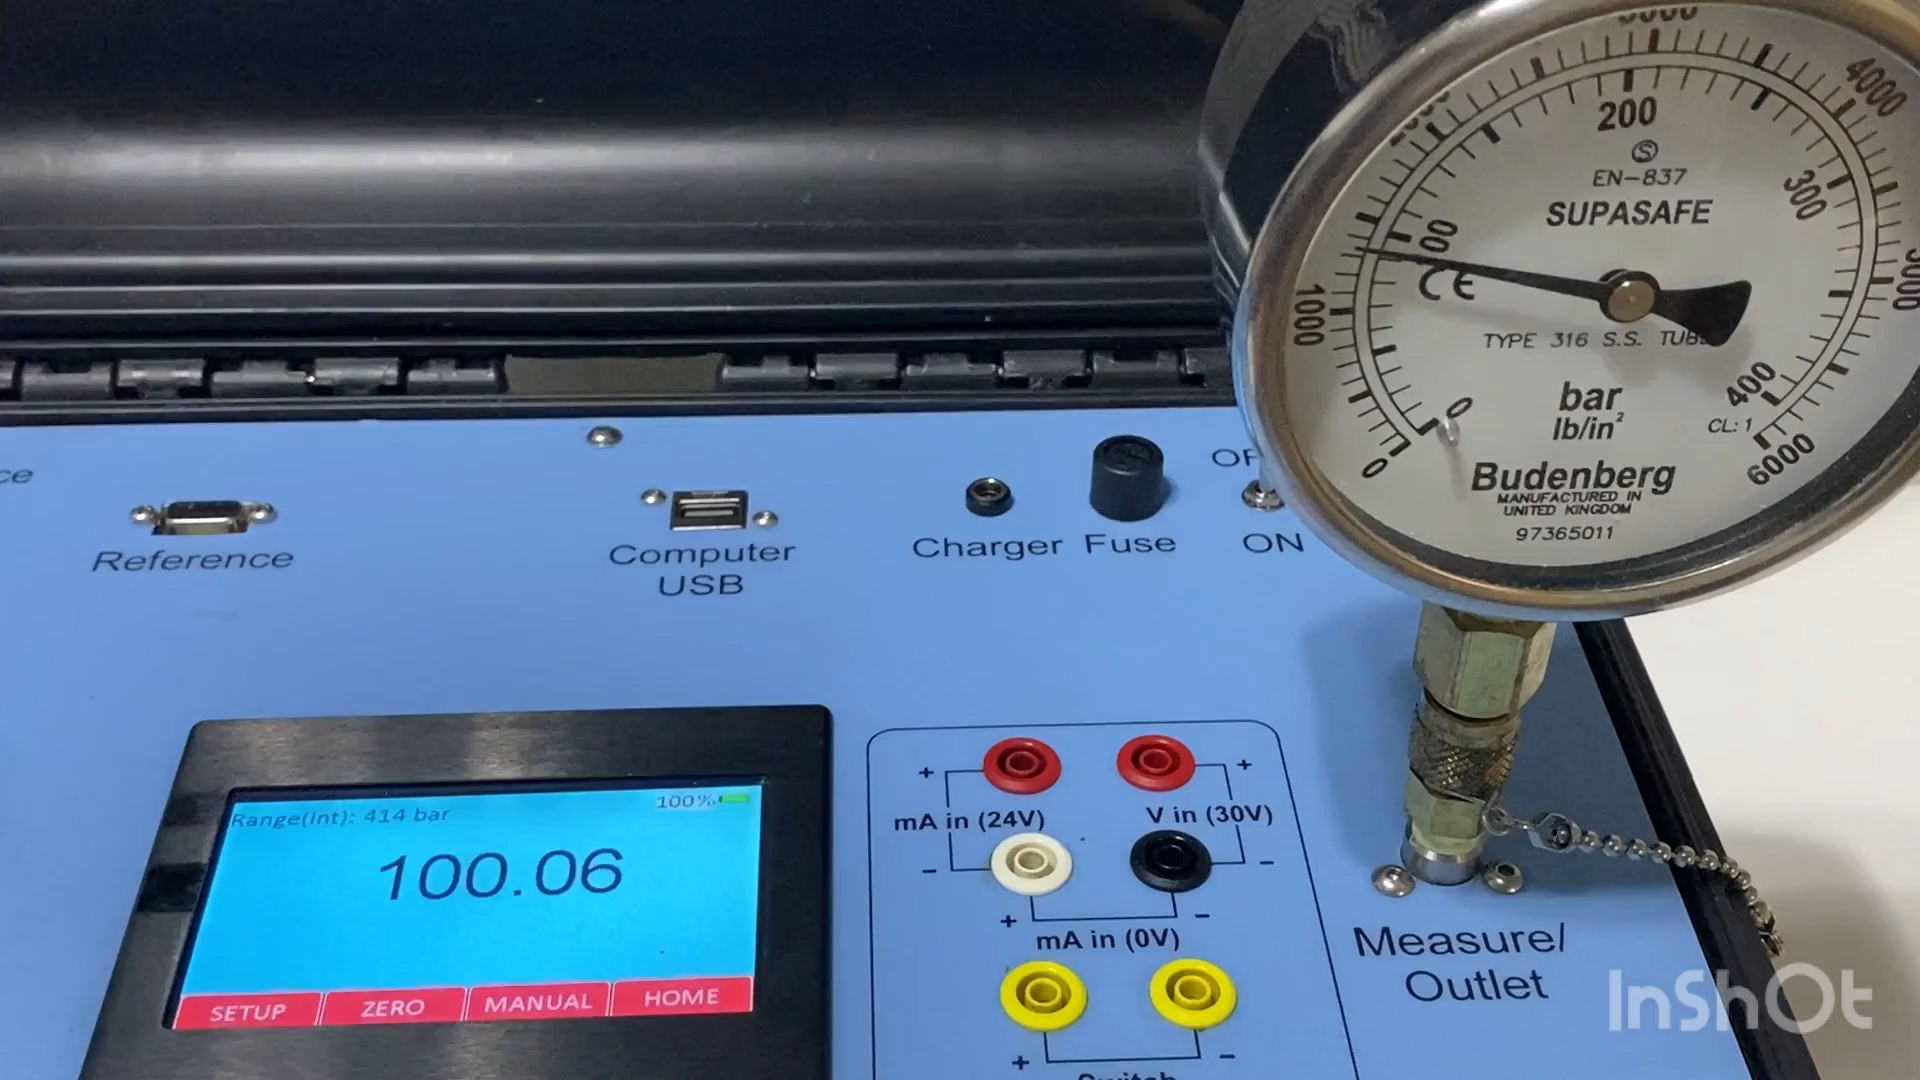 4000
200
300
EN-837
SUPASAFE
1000
TYPE 316 S.S. TUBE
bar
lb/in²
0
0
400
CL: 1
6000
Budenberg
MANUFACTURED IN
UNITED KINGDOM
97365011
Reference
Computer
USB
Charger
Fuse
ON
Range(Int): 414 bar
100%
100.06
SETUP
ZERO
MANUAL
HOME
+
+
mA in (24V)
V in (30V)
-
-
+
-
mA in (0V)
+
-
Measure/
Outlet
InShOt